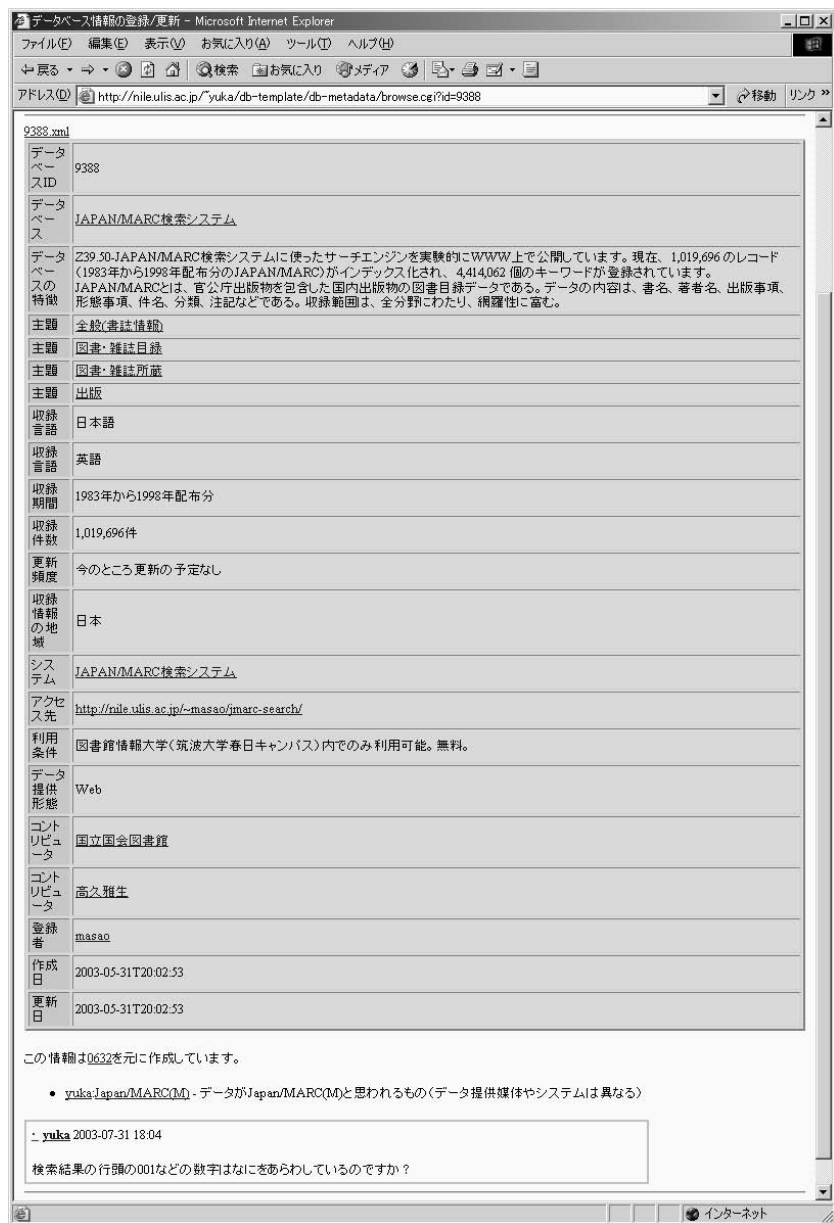 データベース情報の登録/更新 - Microsoft Internet Explorer
ファイル(F) 編集(E) 表示(V) お気に入り(A) ツール(T) ヘルプ(H)
戻る 検索 お気に入り メディア
アドレス(D) http://nile.ulis.ac.jp/~yuka/db-template/db-metadata/browse.cgi?id=9388 移動 リンク »
9388.xml
データ
ベー
スID
9388
データ
ベー
ス
JAPAN/MARC検索システム
データ
ベー
スの
特徴
Z39.50-JAPAN/MARC検索システムに使ったサーチエンジンを実験的にWWW上で公開しています。現在、1,019,696 のレコード
(1983年から1998年配布分のJAPAN/MARC)がインデックス化され、4,414,062 個のキーワードが登録されています。
JAPAN/MARCとは、官公庁出版物を包含した国内出版物の図書目録データである。データの内容は、書名、著者名、出版事項、
形態事項、件名、分類、注記などである。収録範囲は、全分野にわたり、網羅性に富む。
主題 全般(書誌情報)
主題 図書・雑誌目録
主題 図書・雑誌所蔵
主題 出版
収録
言語
日本語
収録
言語
英語
収録
期間
1983年から1998年配布分
収録
件数
1,019,696件
更新
頻度
今のところ更新の予定なし
収録
情報
の地
域
日本
シス
テム
JAPAN/MARC検索システム
アクセ
ス先
http://nile.ulis.ac.jp/~masao/jmarc-search/
利用
条件
図書館情報大学(筑波大学春日キャンパス)内でのみ利用可能。無料。
データ
提供
形態
Web
コント
リビュ
ータ
国立国会図書館
コント
リビュ
ータ
高久雅生
登録
者
masao
作成
日
2003-05-31T20:02:53
更新
日
2003-05-31T20:02:53
この情報は0632を元に作成しています。
• yuka:Japan/MARC(M) - データがJapan/MARC(M)と思われるもの(データ提供媒体やシステムは異なる)
· yuka 2003-07-31 18:04
検索結果の行頭の001などの数字はなにをあらわしているのですか?
インターネット